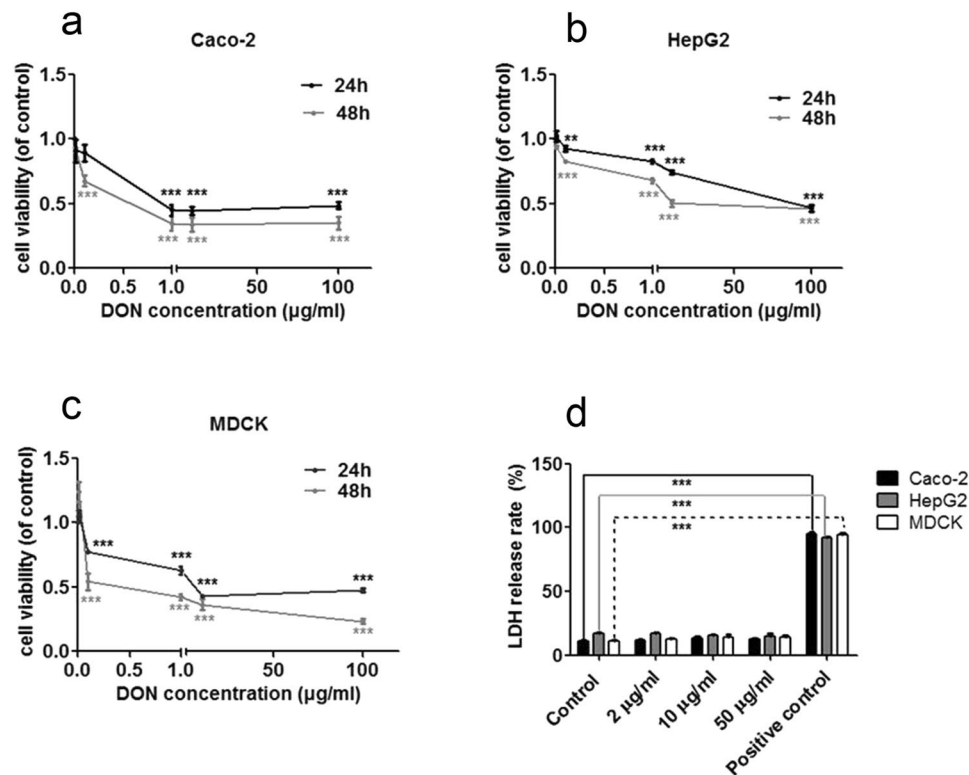 a
Caco-2
cell viability (of control)
1.5
1.0
0.5
0.0
24h
48h
***
***
***
***
***
***
***
0.0
0.5
1.0
50
100
DON concentration (µg/ml)
b
HepG2
cell viability (of control)
1.5
1.0
0.5
0.0
24h
48h
**
***
***
***
***
***
***
***
0.0
0.5
1.0
50
100
DON concentration (µg/ml)
c
MDCK
cell viability (of control)
1.5
1.0
0.5
0.0
24h
48h
***
***
***
***
***
***
***
***
0.0
0.5
1.0
50
100
DON concentration (µg/ml)
d
LDH release rate (%)
150
100
50
0
***
***
***
Caco-2
HepG2
MDCK
Control
2 µg/ml
10 µg/ml
50 µg/ml
Positive control